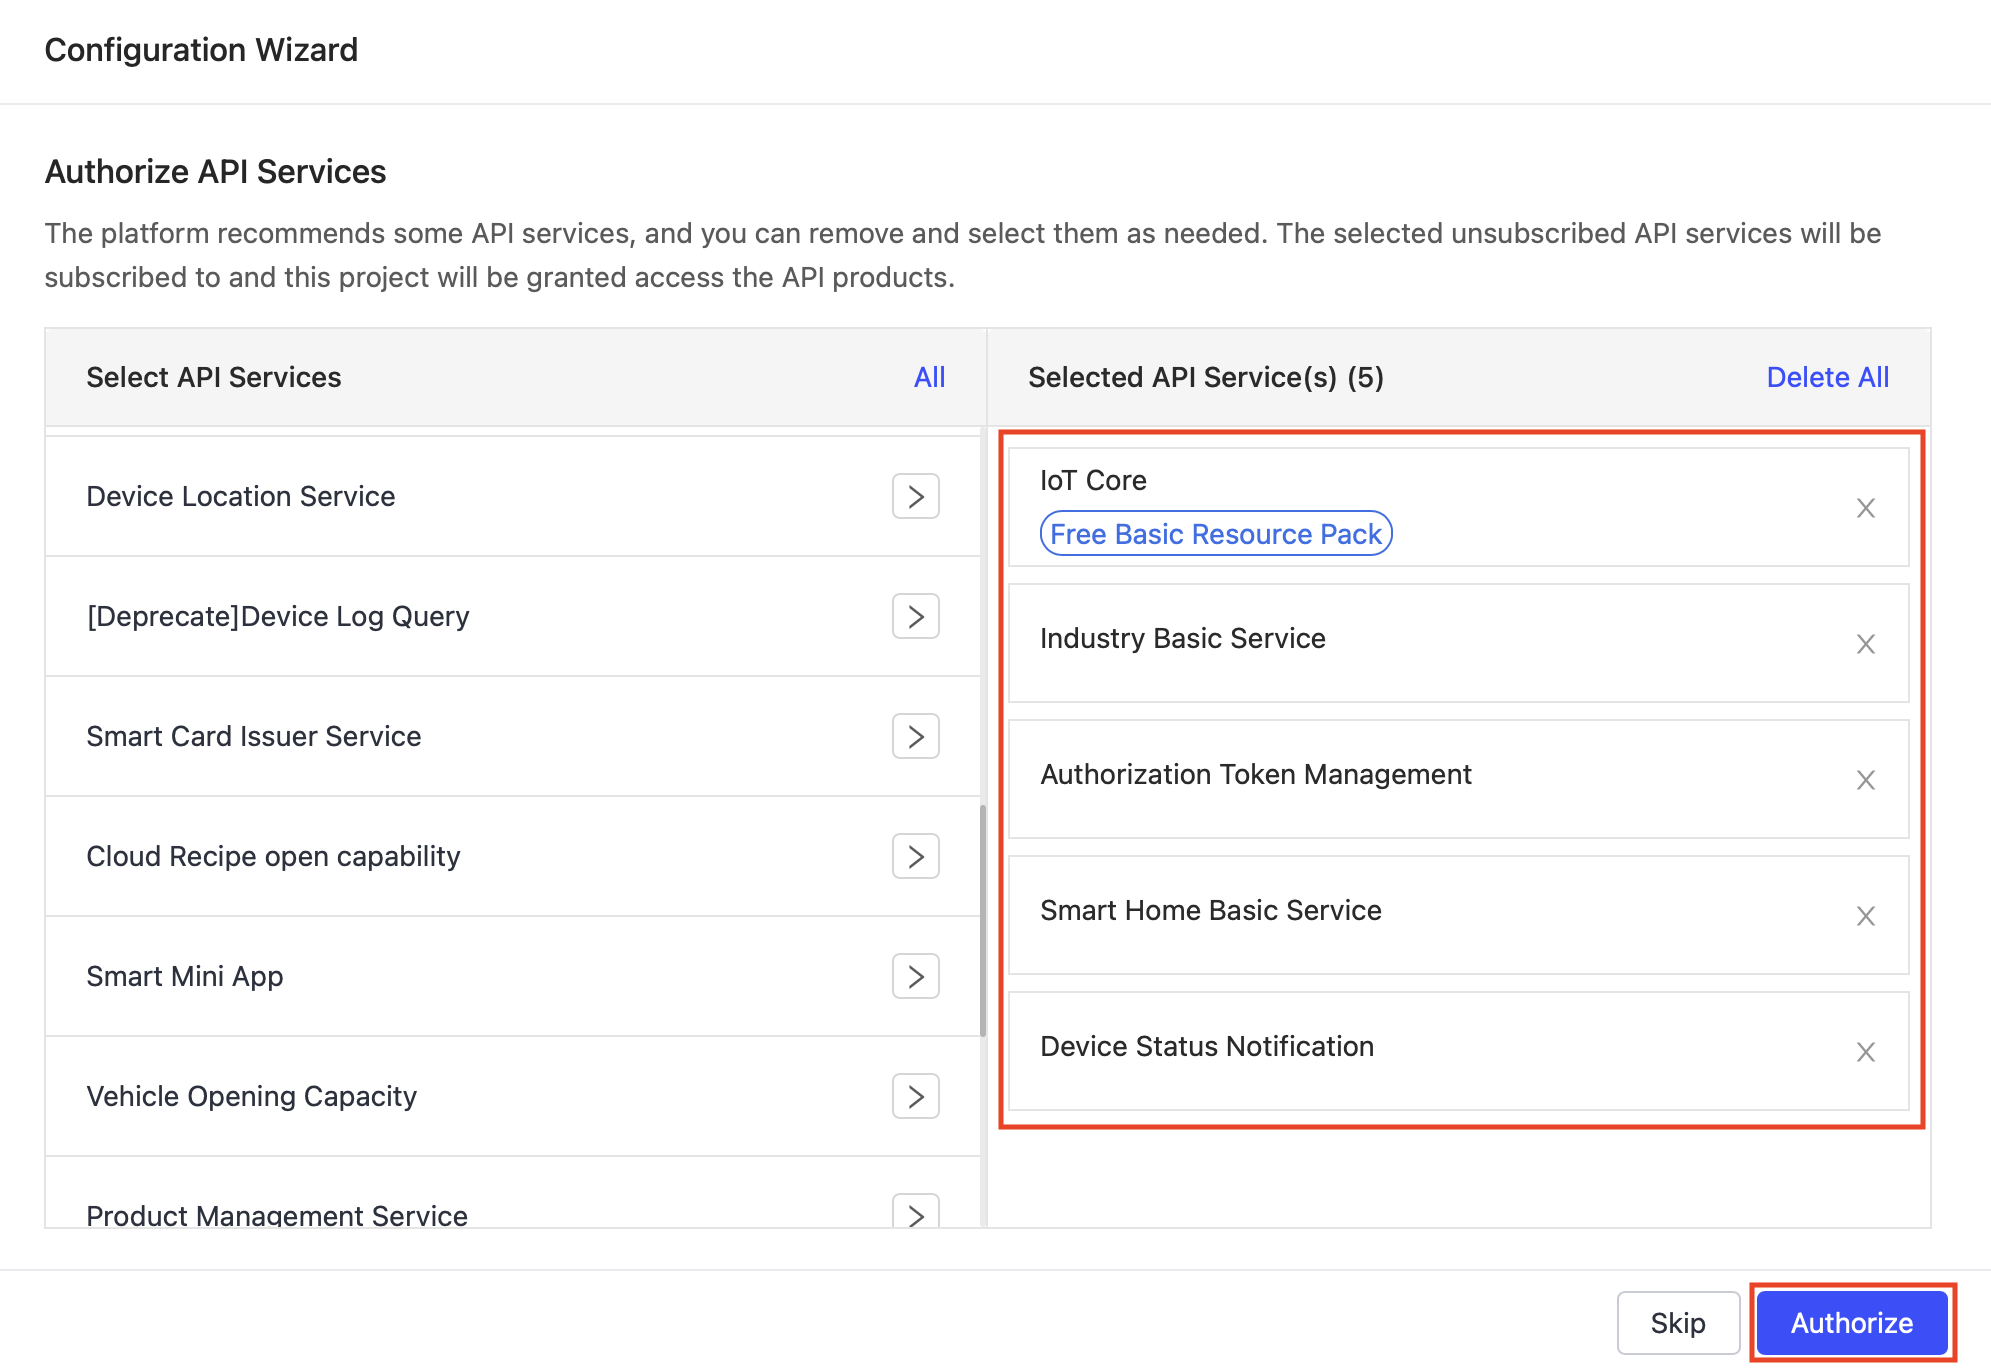 Configuration Wizard
Authorize API Services
The platform recommends some API services, and you can remove and select them as needed. The selected unsubscribed API services will be
subscribed to and this project will be granted access the API products.
Select API Services All
Device Location Service
[Deprecate]Device Log Query
Smart Card Issuer Service
Cloud Recipe open capability
Smart Mini App
Vehicle Opening Capacity
Product Management Service
Selected API Service(s) (5) Delete All
IoT Core
Free Basic Resource Pack
Industry Basic Service
Authorization Token Management
Smart Home Basic Service
Device Status Notification
Skip Authorize